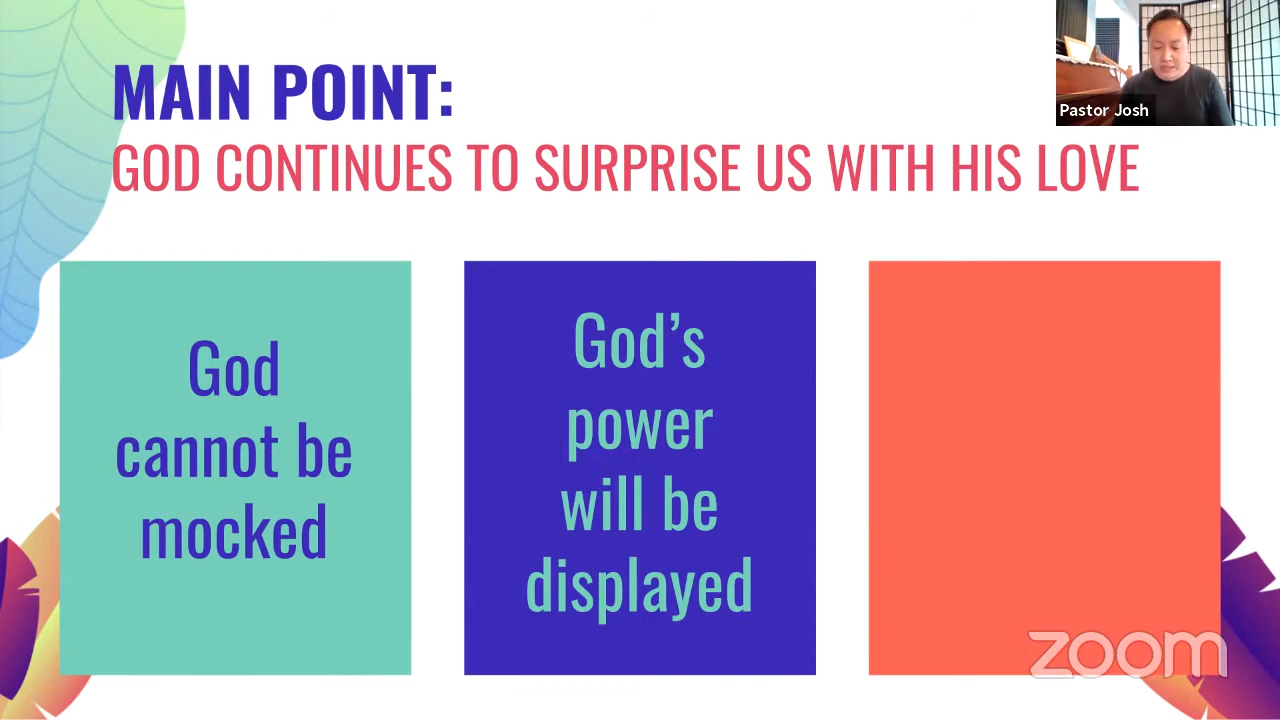 MAIN POINT:
GOD CONTINUES TO SURPRISE US WITH HIS LOVE
Pastor Josh
God
cannot be
mocked
God's
power
will be
displayed
zoom